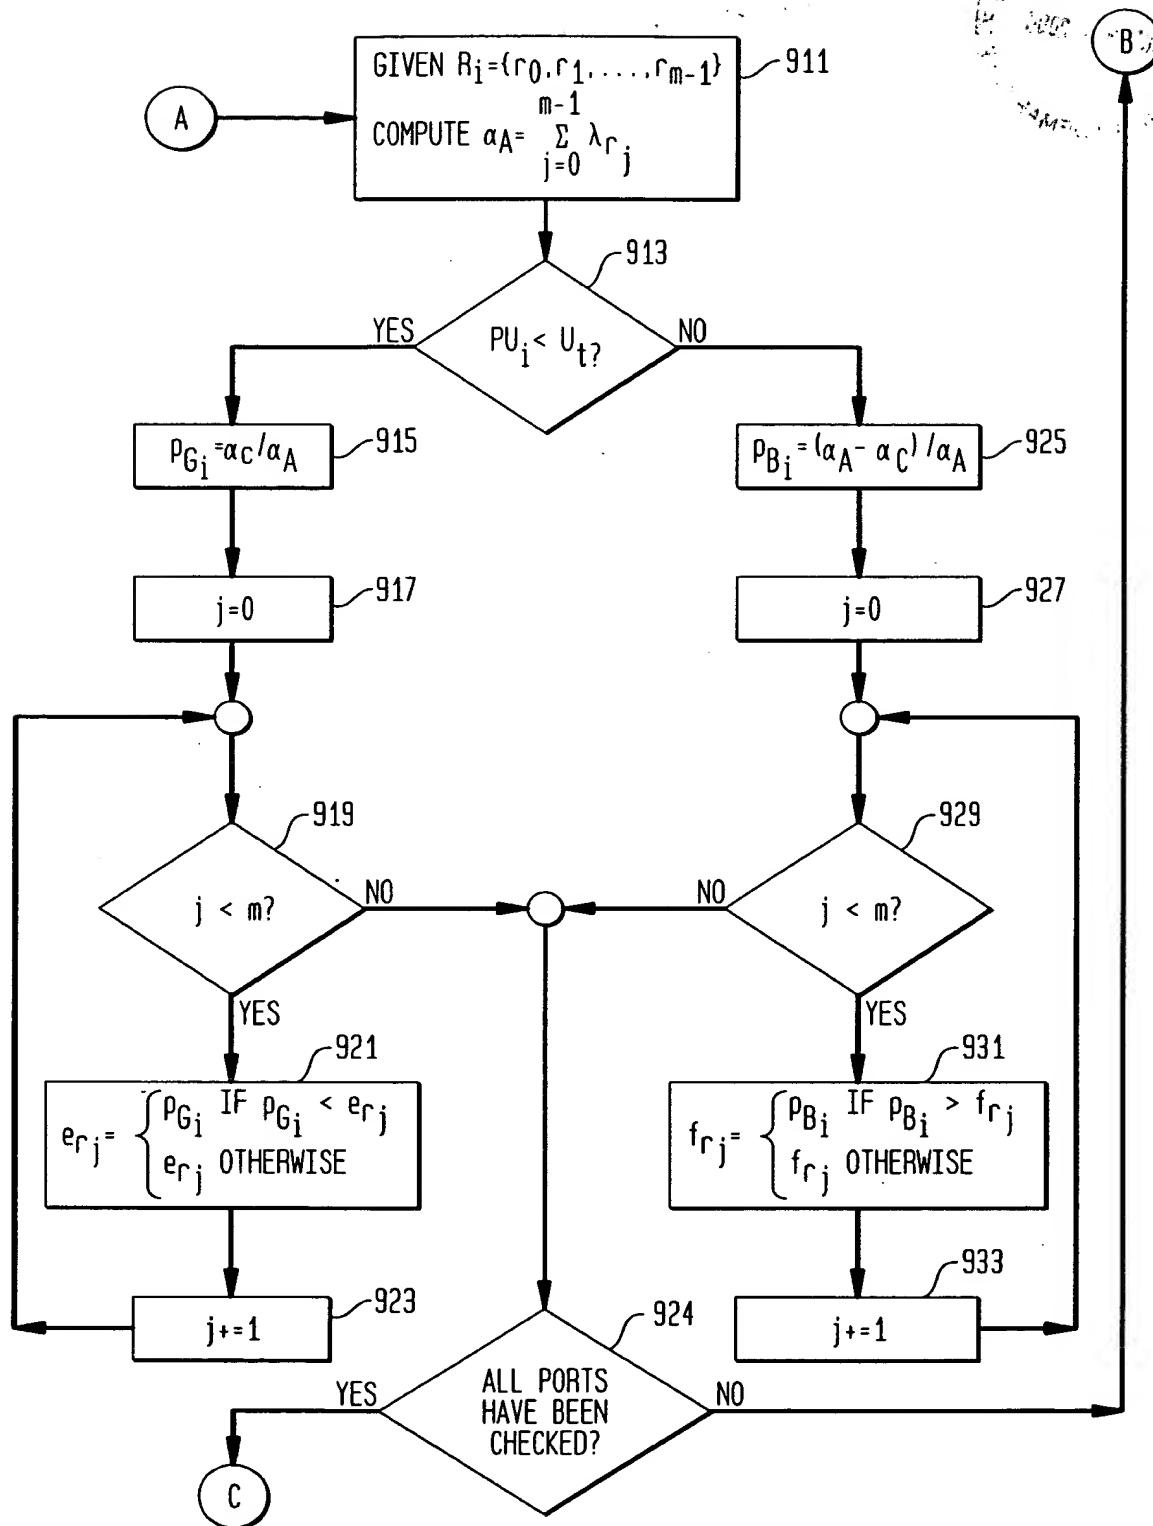 B
A
GIVEN Rᵢ={r₀,r₁,....,rₘ₋₁}
COMPUTE αA= m-1 Σ j=0 λrⱼ
911
913
PUᵢ< Uₜ?
YES
NO
pGᵢ=αc/αA
915
pBᵢ=(αA- αC)/αA
925
j=0
917
j=0
927
919
j < m?
NO
YES
929
j < m?
NO
YES
921
erⱼ= { pGᵢ IF pGᵢ < erⱼ
erⱼ OTHERWISE
931
frⱼ= { pBᵢ IF pBᵢ > frⱼ
frⱼ OTHERWISE
j+=1
923
j+=1
933
924
ALL PORTS
HAVE BEEN
CHECKED?
YES
NO
C